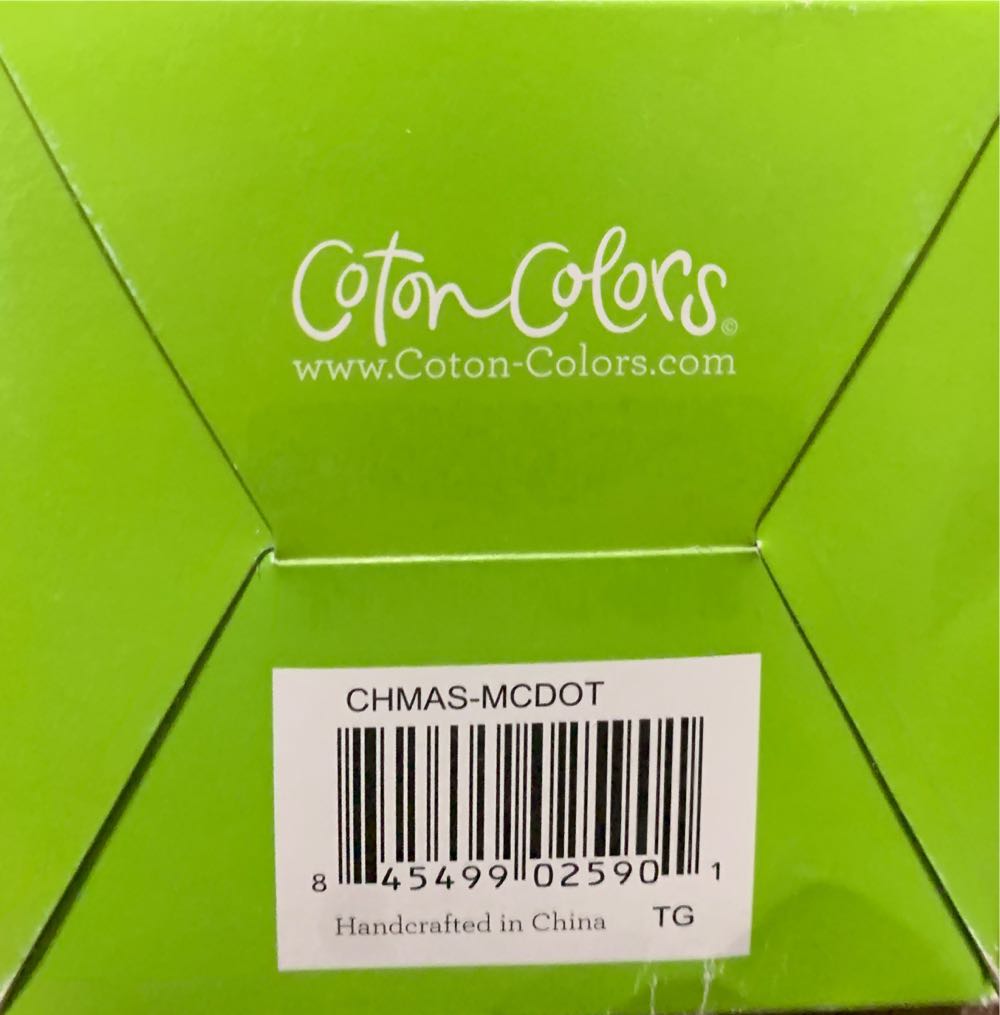 Coton Colors©
www.Coton-Colors.com
CHMAS-MCDOT
8 45499 02590 1
Handcrafted in China TG